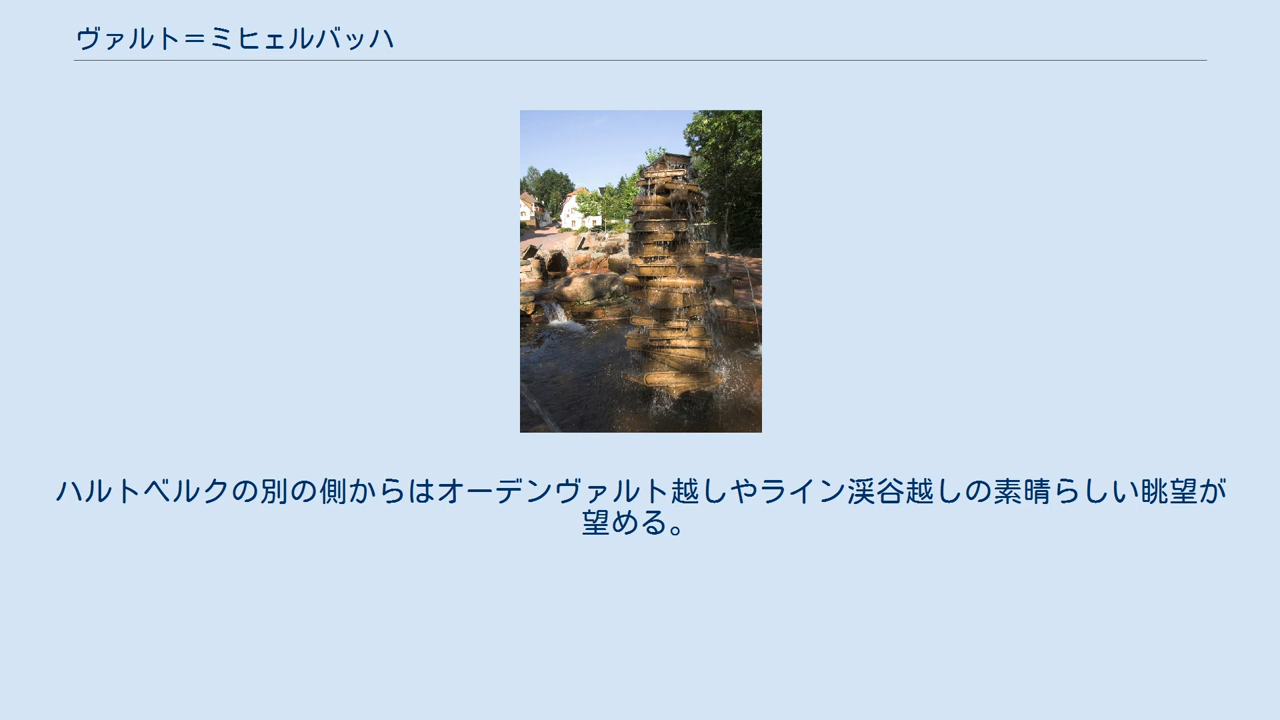 ヴァルト＝ミヒェルバッハ
ハルトベルクの別の側からはオーデンヴァルト越しやライン渓谷越しの素晴らしい眺望が
望める。